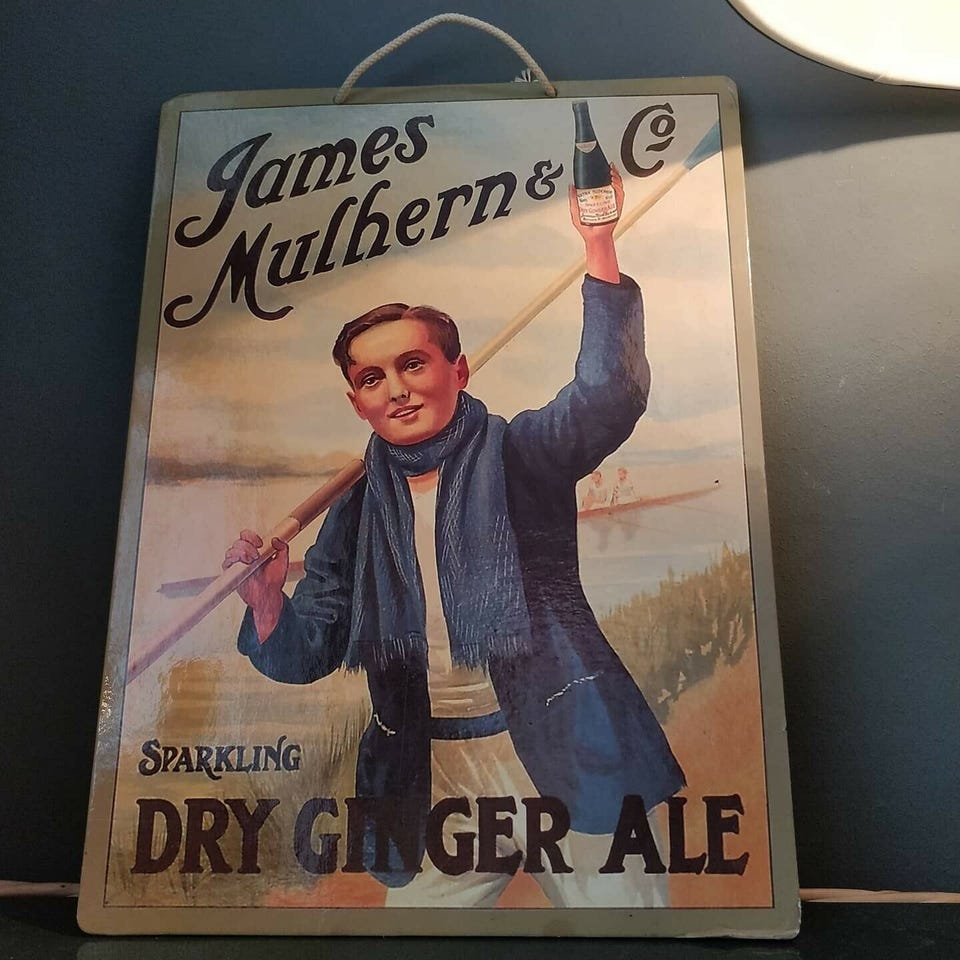 James
Mulhern & Co
SPARKLING
DRY GINGER ALE